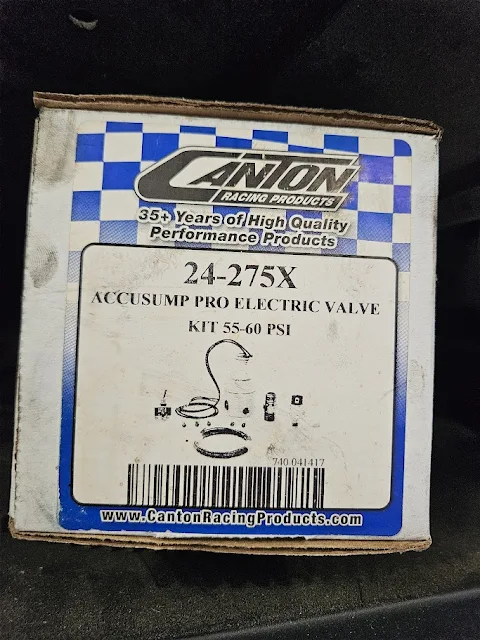 CANTON
RACING PRODUCTS
35+ Years of High Quality
Performance Products
24-275X
ACCUSUMP PRO ELECTRIC VALVE
KIT 55-60 PSI
740 041417
www.CantonRacingProducts.com